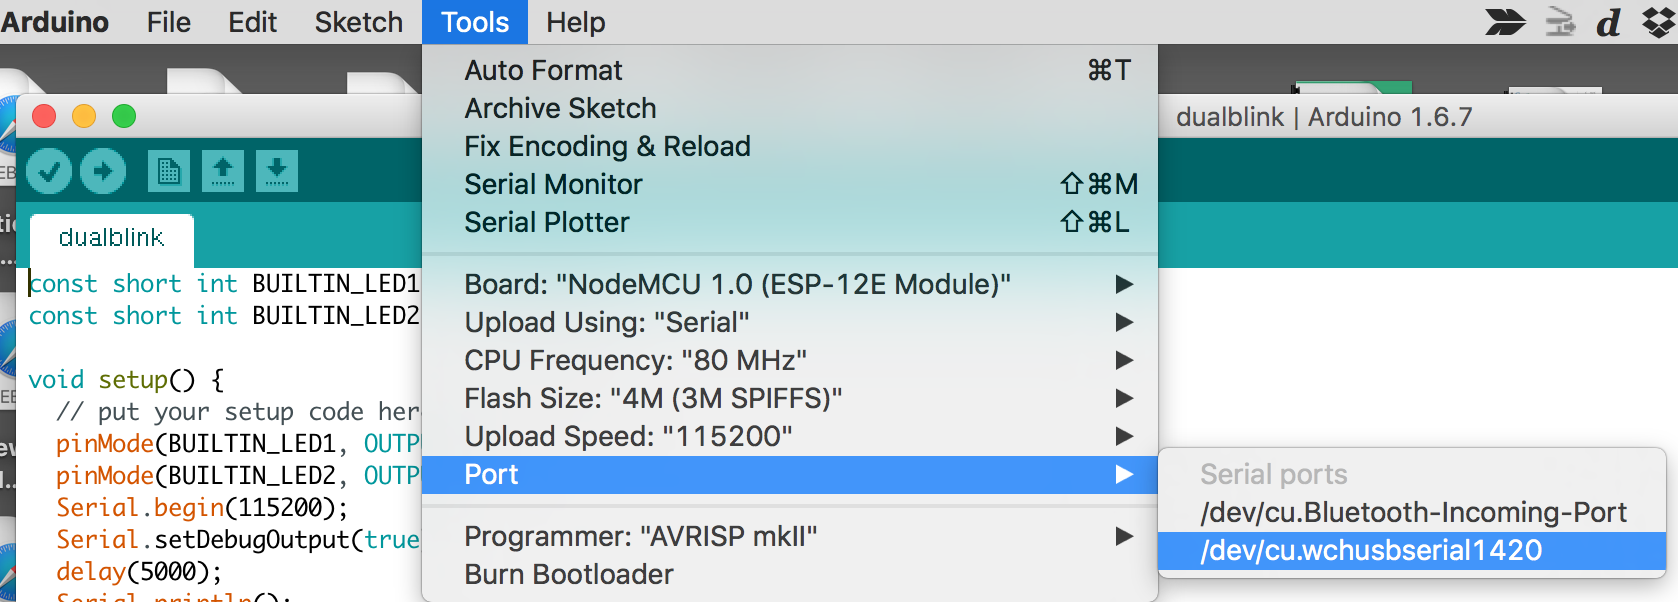 Arduino File Edit Sketch Tools Help
d
Auto Format ⌘T
Archive Sketch
Fix Encoding & Reload
Serial Monitor ⇧⌘M
Serial Plotter ⇧⌘L
Board: "NodeMCU 1.0 (ESP-12E Module)"
Upload Using: "Serial"
CPU Frequency: "80 MHz"
Flash Size: "4M (3M SPIFFS)"
Upload Speed: "115200"
Port
Programmer: "AVRISP mkII"
Burn Bootloader
Serial ports
/dev/cu.Bluetooth-Incoming-Port
/dev/cu.wchusbserial1420
dualblink | Arduino 1.6.7
dualblink
const short int BUILTIN_LED1
const short int BUILTIN_LED2
void setup() {
// put your setup code her
pinMode(BUILTIN_LED1, OUTP
pinMode(BUILTIN_LED2, OUTP
Serial.begin(115200);
Serial.setDebugOutput(true
delay(5000);
Serial.println();